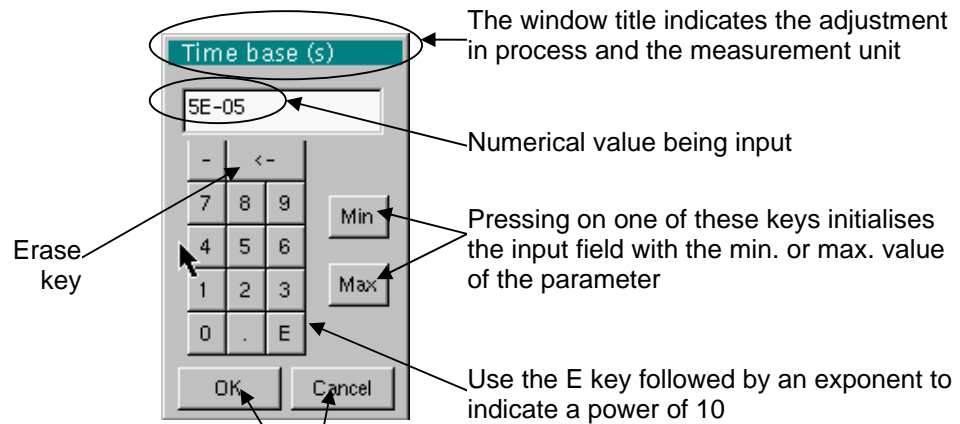 The window title indicates the adjustment
in process and the measurement unit
Time base (s)
5E-05
Numerical value being input
- <-
7 8 9
Min
Pressing on one of these keys initialises
the input field with the min. or max. value
of the parameter
Erase
key
4 5 6
1 2 3
Max
0 . E
Use the E key followed by an exponent to
indicate a power of 10
OK Cancel